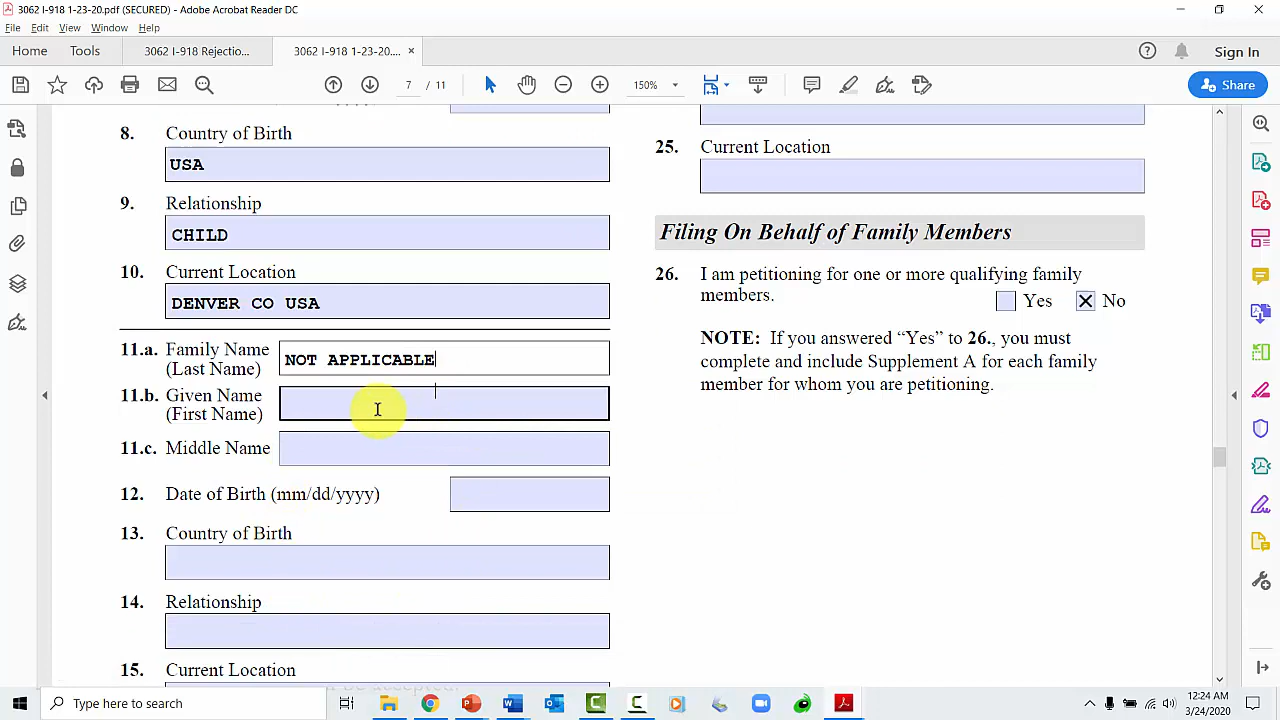 3062 I-918 1-23-20.pdf (SECURED) - Adobe Acrobat Reader DC
File Edit View Window Help
Home Tools 3062 I-918 Rejectio... 3062 I-918 1-23-20.... ×
Sign In
7 / 11 150% Share
8. Country of Birth
USA
9. Relationship
CHILD
10. Current Location
DENVER CO USA
11.a. Family Name
(Last Name)
NOT APPLICABLE
11.b. Given Name
(First Name)
11.c. Middle Name
12. Date of Birth (mm/dd/yyyy)
13. Country of Birth
14. Relationship
15. Current Location
25. Current Location
Filing On Behalf of Family Members
26. I am petitioning for one or more qualifying family
members.
Yes No
NOTE: If you answered “Yes” to 26., you must
complete and include Supplement A for each family
member for whom you are petitioning.
Type here to search
12:24 AM
3/24/2020